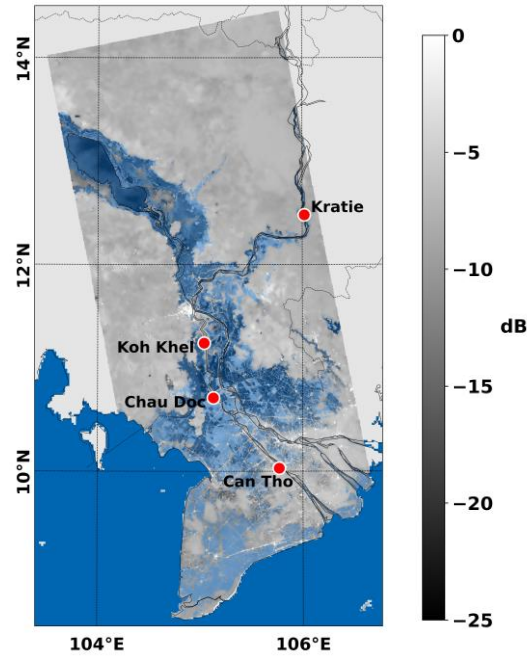 14°N
12°N
10°N
104°E
106°E
Kratie
Koh Khel
Chau Doc
Can Tho
0
−5
−10
−15
−20
−25
dB